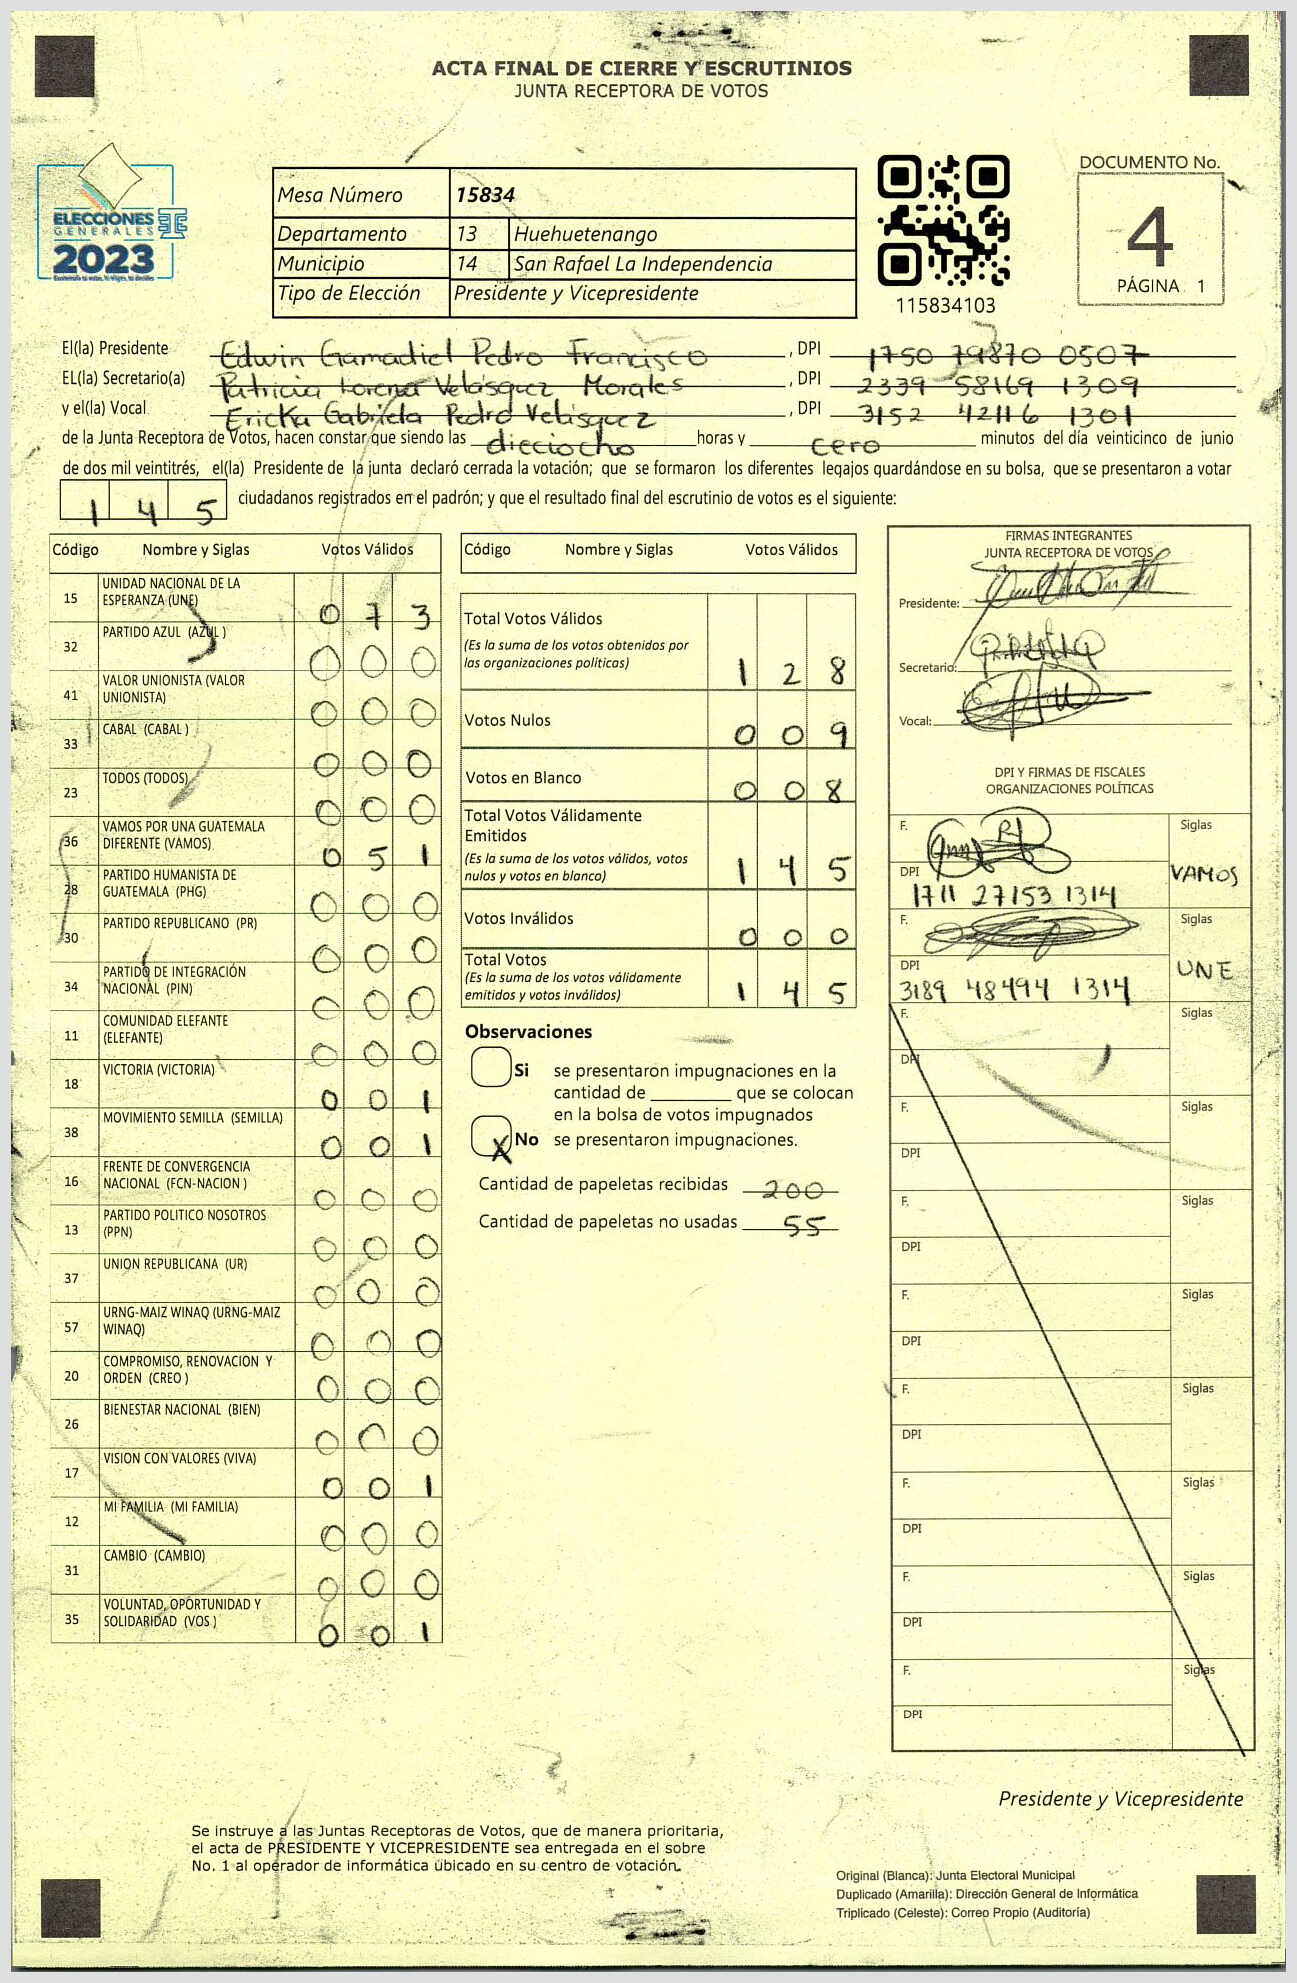 ACTA FINAL DE CIERRE Y ESCRUTINIOS
JUNTA RECEPTORA DE VOTOS
ELECCIONES
GENERALES
2023
Mesa Número 15834
Departamento 13 Huehuetenango
Municipio 14 San Rafael La Independencia
Tipo de Elección Presidente y Vicepresidente
115834103
DOCUMENTO No.
4
PÁGINA 1
El(la) Presidente Edwin Gamadiel Pedro Francisco , DPI 1750 79870 0507
EL(la) Secretario(a) Patricia Lorena Velásquez Morales , DPI 2339 58169 1309
y el(la) Vocal Ericka Gabriela Pedro Velásquez , DPI 3152 42116 1301
de la Junta Receptora de Votos, hacen constar que siendo las dieciocho horas y cero minutos del día veinticinco de junio
de dos mil veintitrés, el(la) Presidente de la junta declaró cerrada la votación; que se formaron los diferentes legajos guardándose en su bolsa, que se presentaron a votar
1 4 5 ciudadanos registrados en el padrón; y que el resultado final del escrutinio de votos es el siguiente:
Código Nombre y Siglas Votos Válidos
15 UNIDAD NACIONAL DE LA
ESPERANZA (UNE) 0 7 3
32 PARTIDO AZUL (AZUL ) 0 0 0
41 VALOR UNIONISTA (VALOR
UNIONISTA) 0 0 0
33 CABAL (CABAL ) 0 0 0
23 TODOS (TODOS) 0 0 0
36 VAMOS POR UNA GUATEMALA
DIFERENTE (VAMOS) 0 5 1
28 PARTIDO HUMANISTA DE
GUATEMALA (PHG) 0 0 0
30 PARTIDO REPUBLICANO (PR) 0 0 0
34 PARTIDO DE INTEGRACIÓN
NACIONAL (PIN) 0 0 0
11 COMUNIDAD ELEFANTE
(ELEFANTE) 0 0 0
18 VICTORIA (VICTORIA) 0 0 1
38 MOVIMIENTO SEMILLA (SEMILLA) 0 0 1
16 FRENTE DE CONVERGENCIA
NACIONAL (FCN-NACION ) 0 0 0
13 PARTIDO POLITICO NOSOTROS
(PPN) 0 0 0
37 UNION REPUBLICANA (UR) 0 0 0
57 URNG-MAIZ WINAQ (URNG-MAIZ
WINAQ) 0 0 0
20 COMPROMISO, RENOVACION Y
ORDEN (CREO ) 0 0 0
26 BIENESTAR NACIONAL (BIEN) 0 0 0
17 VISION CON VALORES (VIVA) 0 0 1
12 MI FAMILIA (MI FAMILIA) 0 0 0
31 CAMBIO (CAMBIO) 0 0 0
35 VOLUNTAD, OPORTUNIDAD Y
SOLIDARIDAD (VOS ) 0 0 1
Código Nombre y Siglas Votos Válidos
Total Votos Válidos
(Es la suma de los votos obtenidos por
las organizaciones políticas) 1 2 8
Votos Nulos 0 0 9
Votos en Blanco 0 0 8
Total Votos Válidamente
Emitidos
(Es la suma de los votos válidos, votos
nulos y votos en blanco) 1 4 5
Votos Inválidos 0 0 0
Total Votos
(Es la suma de los votos válidamente
emitidos y votos inválidos) 1 4 5
Observaciones
Si se presentaron impugnaciones en la
cantidad de ________ que se colocan
en la bolsa de votos impugnados
X No se presentaron impugnaciones.
Cantidad de papeletas recibidas 200
Cantidad de papeletas no usadas 55
FIRMAS INTEGRANTES
JUNTA RECEPTORA DE VOTOS
Presidente:
Secretario:
Vocal:
DPI Y FIRMAS DE FISCALES
ORGANIZACIONES POLÍTICAS
F. Siglas
DPI VAMOS
1711 27153 1314
F. Siglas
DPI UNE
3189 48494 1314
F. Siglas
DPI
F. Siglas
DPI
F. Siglas
DPI
F. Siglas
DPI
F. Siglas
DPI
F. Siglas
DPI
F. Siglas
DPI
F. Siglas
DPI
Presidente y Vicepresidente
Se instruye a las Juntas Receptoras de Votos, que de manera prioritaria,
el acta de PRESIDENTE Y VICEPRESIDENTE sea entregada en el sobre
No. 1 al operador de informática ubicado en su centro de votación.
Original (Blanca): Junta Electoral Municipal
Duplicado (Amarilla): Dirección General de Informática
Triplicado (Celeste): Correo Propio (Auditoría)